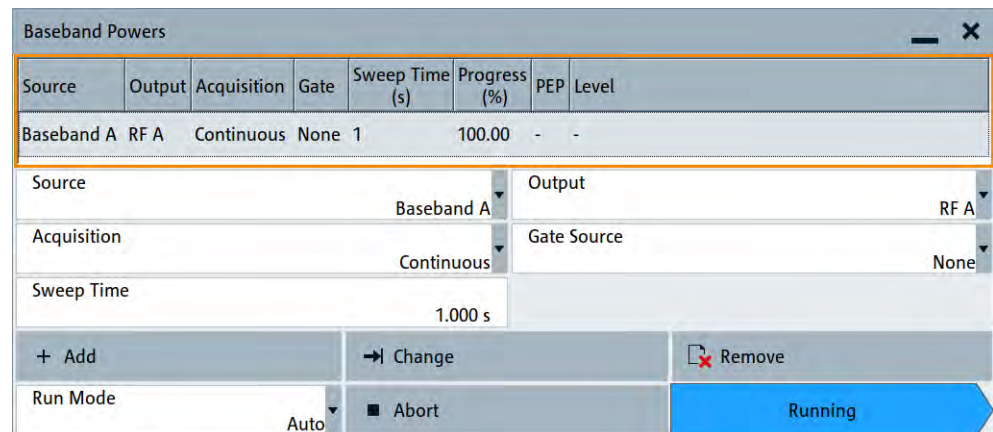 Baseband Powers
Source Output Acquisition Gate Sweep Time (s) Progress (%) PEP Level
Baseband A RF A Continuous None 1 100.00 - -
Source Output
Baseband A RF A
Acquisition Gate Source
Continuous None
Sweep Time
1.000 s
+ Add Change Remove
Run Mode
Auto Abort Running